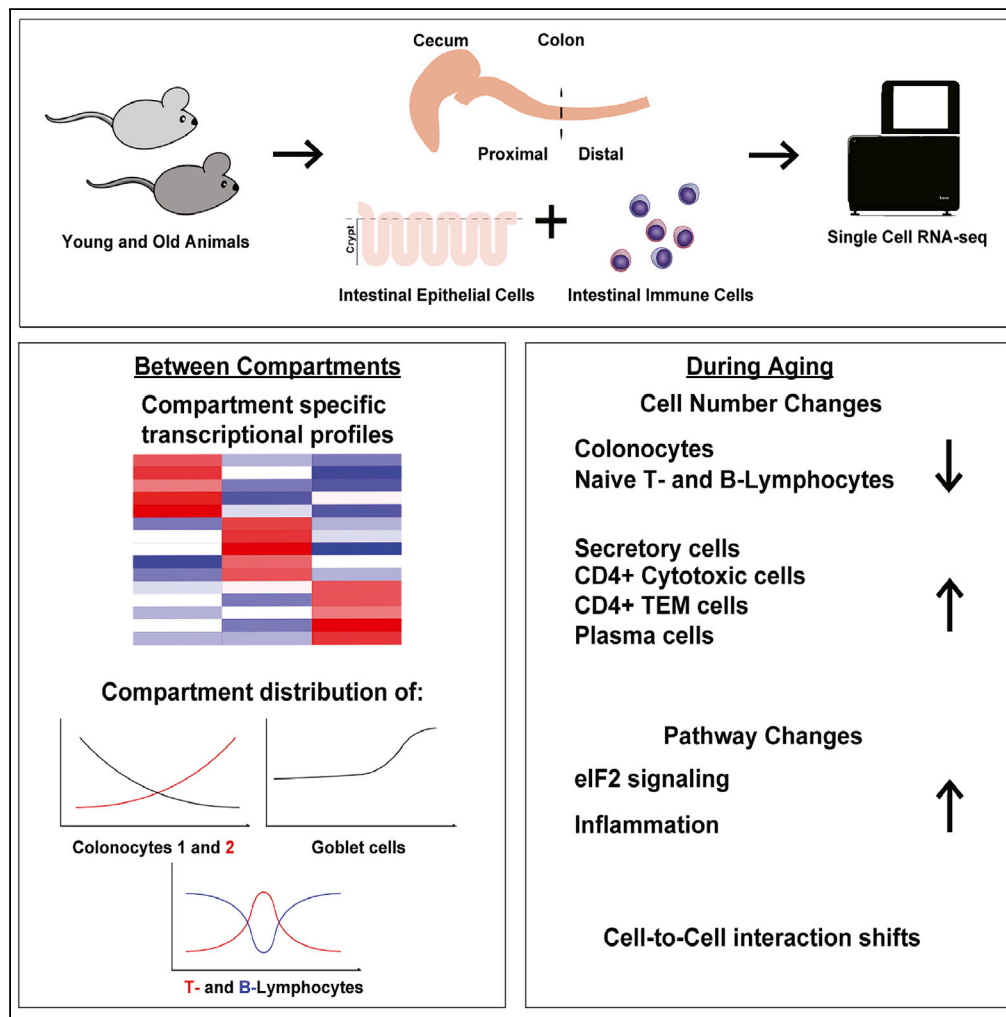 Cecum
Colon
Proximal
Distal
Young and Old Animals
Crypt
Intestinal Epithelial Cells
+
Intestinal Immune Cells
Single Cell RNA-seq
Between Compartments
Compartment specific
transcriptional profiles
Compartment distribution of:
Colonocytes 1 and 2
Goblet cells
T- and B-Lymphocytes
During Aging
Cell Number Changes
Colonocytes
Naive T- and B-Lymphocytes
Secretory cells
CD4+ Cytotoxic cells
CD4+ TEM cells
Plasma cells
Pathway Changes
eIF2 signaling
Inflammation
Cell-to-Cell interaction shifts